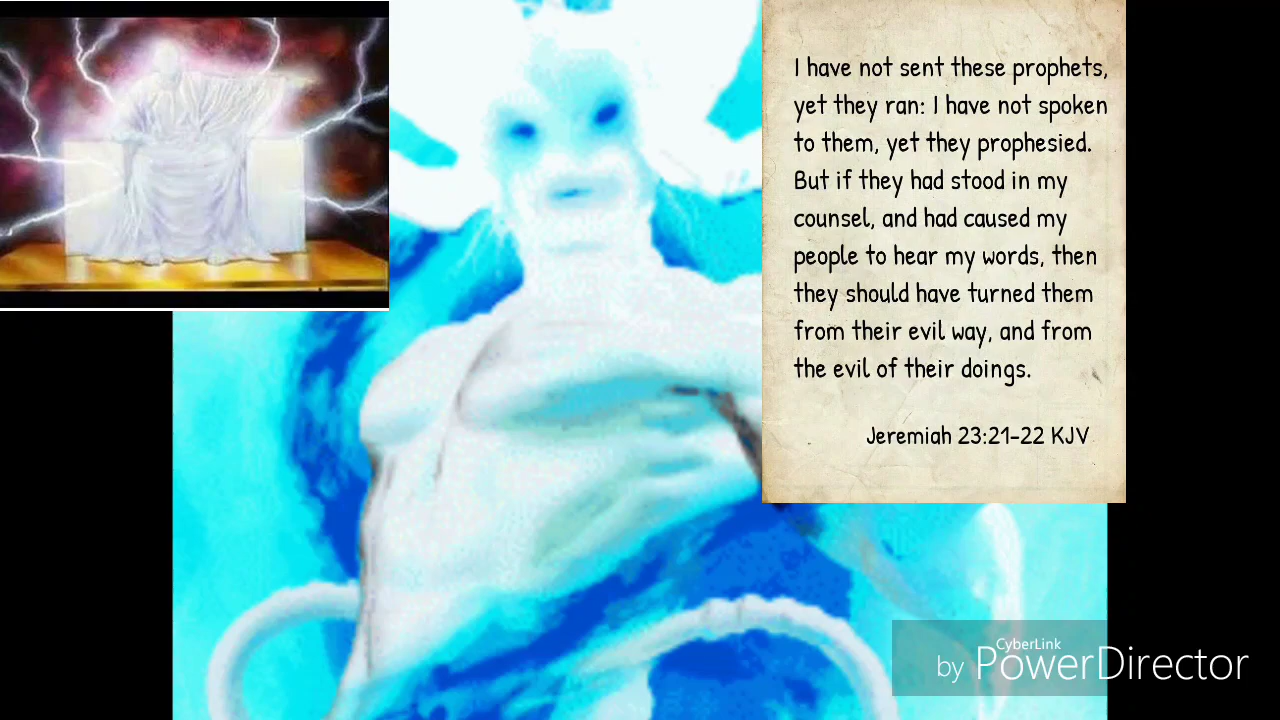 I have not sent these prophets,
yet they ran: I have not spoken
to them, yet they prophesied.
But if they had stood in my
counsel, and had caused my
people to hear my words, then
they should have turned them
from their evil way, and from
the evil of their doings.
Jeremiah 23:21-22 KJV
CyberLink
by PowerDirector